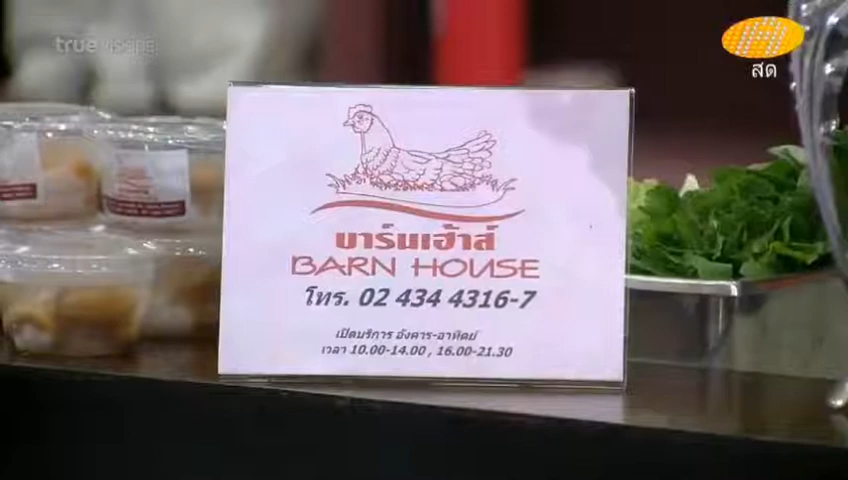 true
สด
บาร์นเฮ้าส์
BARN HOUSE
โทร. 02 434 4316-7
เปิดบริการ อังคาร-อาทิตย์
เวลา 10.00-14.00 , 16.00-21.30